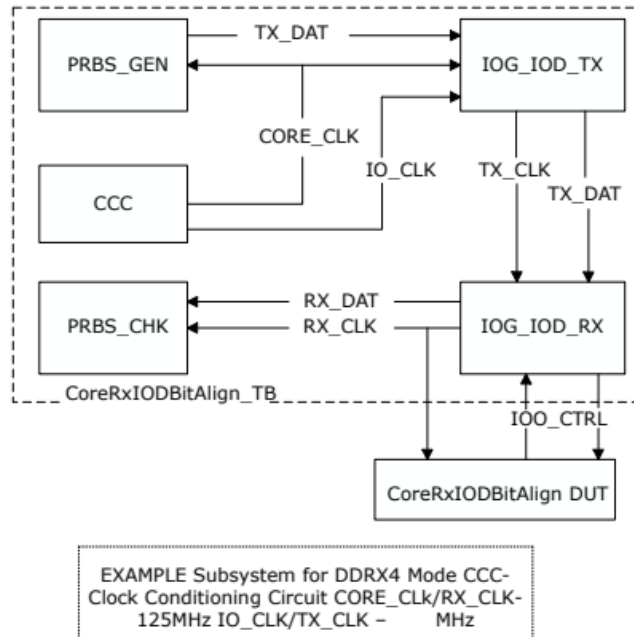 TX_DAT
PRBS_GEN
IOG_IOD_TX
CORE_CLK
IO_CLK
TX_CLK
TX_DAT
CCC
RX_DAT
RX_CLK
PRBS_CHK
IOG_IOD_RX
CoreRxIODBitAlign_TB
IOO_CTRL
CoreRxIODBitAlign DUT
EXAMPLE Subsystem for DDRX4 Mode CCC-
Clock Conditioning Circuit CORE_CLk/RX_CLK-
125MHz IO_CLK/TX_CLK – MHz